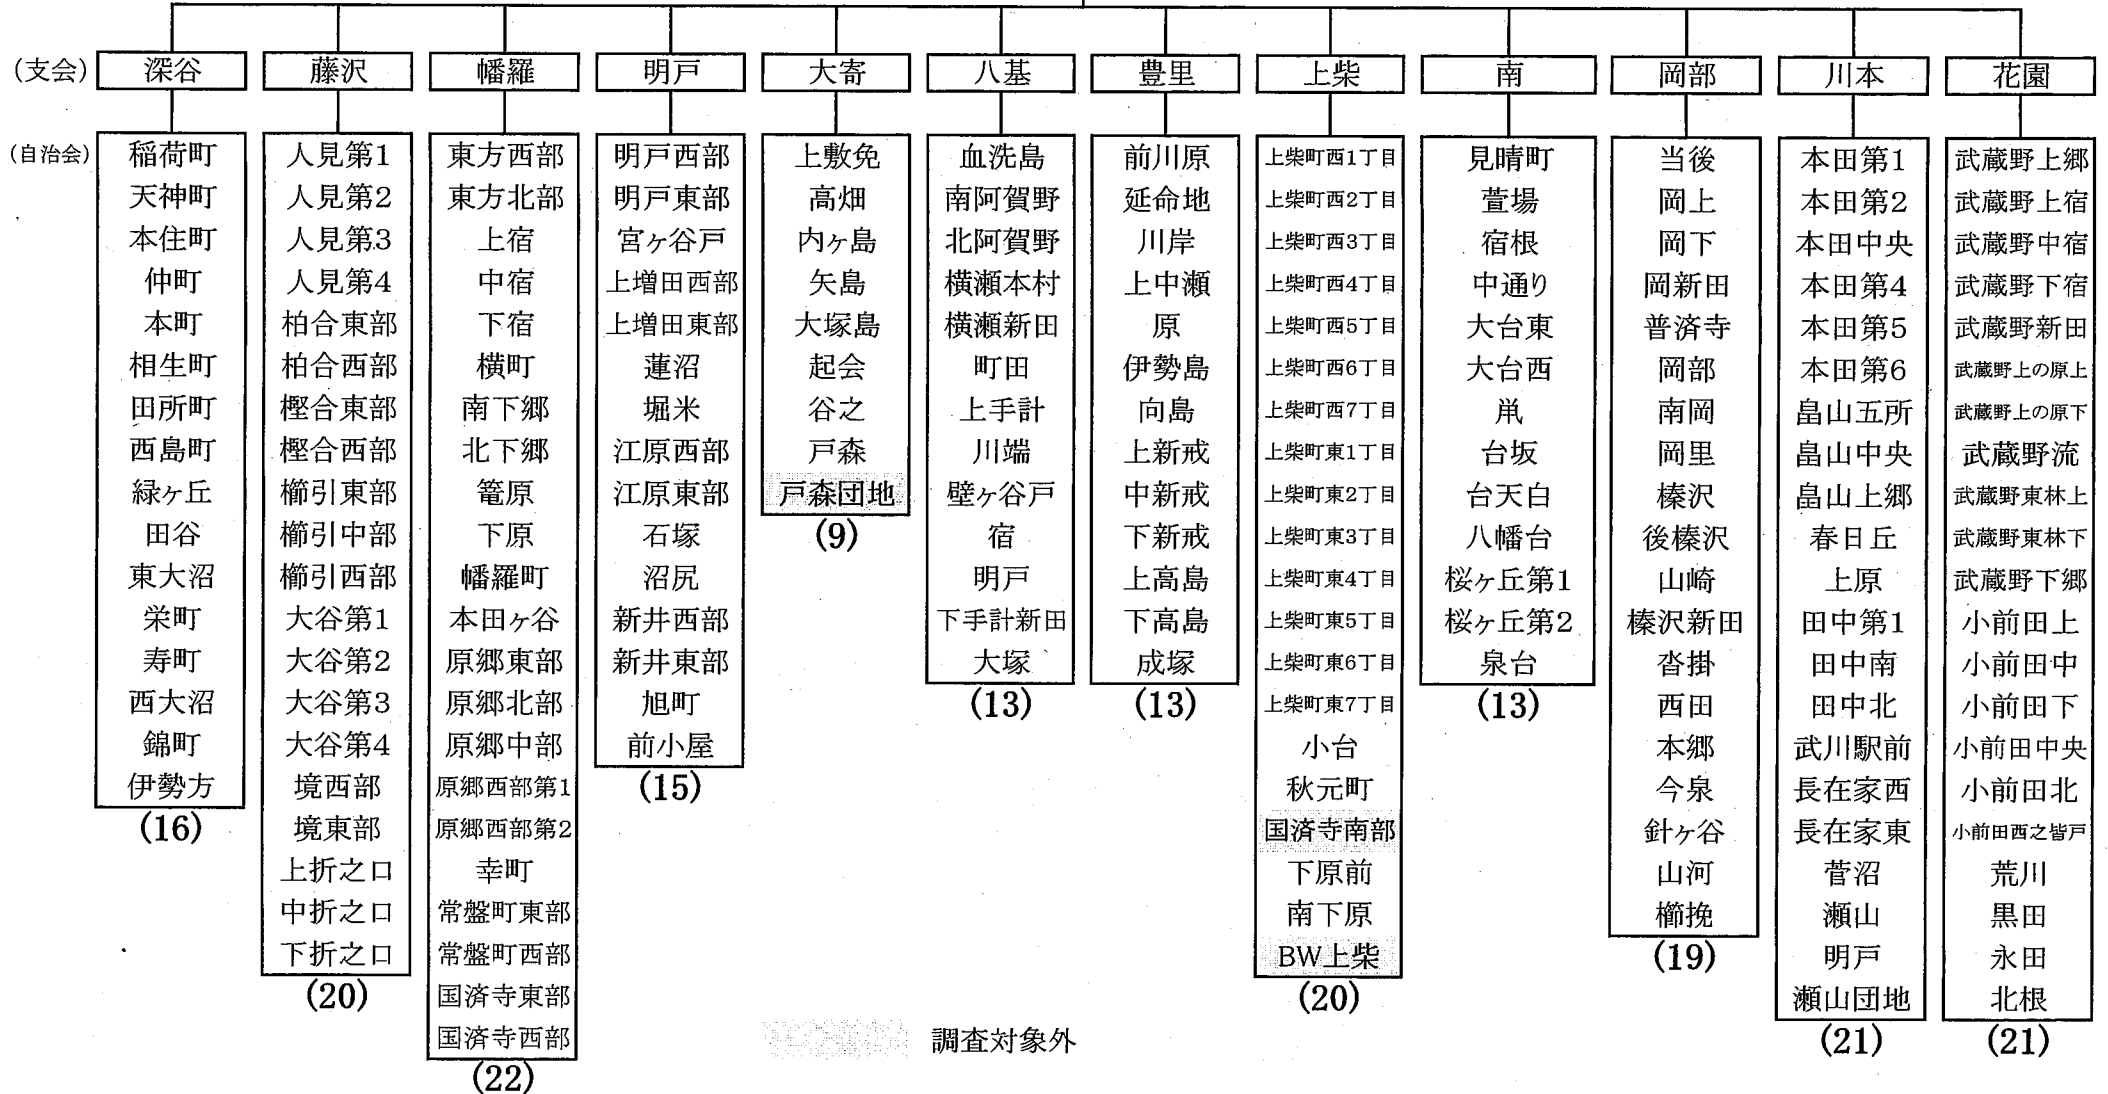 (支会) 深谷 藤沢 幡羅 明戸 大寄 八基 豊里 上柴 南 岡部 川本 花園
(自治会)
稲荷町
天神町
本住町
仲町
本町
相生町
田所町
西島町
緑ヶ丘
田谷
東大沼
栄町
寿町
西大沼
錦町
伊勢方
(16)
人見第1
人見第2
人見第3
人見第4
柏合東部
柏合西部
樫合東部
樫合西部
櫛引東部
櫛引中部
櫛引西部
大谷第1
大谷第2
大谷第3
大谷第4
境西部
境東部
上折之口
中折之口
下折之口
(20)
東方西部
東方北部
上宿
中宿
下宿
横町
南下郷
北下郷
篭原
下原
幡羅町
本田ヶ谷
原郷東部
原郷北部
原郷中部
原郷西部第1
原郷西部第2
幸町
常盤町東部
常盤町西部
国済寺東部
国済寺西部
(22)
明戸西部
明戸東部
宮ヶ谷戸
上増田西部
上増田東部
蓮沼
堀米
江原西部
江原東部
石塚
沼尻
新井西部
新井東部
旭町
前小屋
(15)
上敷免
高畑
内ヶ島
矢島
大塚島
起会
谷之
戸森
戸森団地
(9)
血洗島
南阿賀野
北阿賀野
横瀬本村
横瀬新田
町田
上手計
川端
壁ヶ谷戸
宿
明戸
下手計新田
大塚
(13)
前川原
延命地
川岸
上中瀬
原
伊勢島
向島
上新戒
中新戒
下新戒
上高島
下高島
成塚
(13)
上柴町西1丁目
上柴町西2丁目
上柴町西3丁目
上柴町西4丁目
上柴町西5丁目
上柴町西6丁目
上柴町西7丁目
上柴町東1丁目
上柴町東2丁目
上柴町東3丁目
上柴町東4丁目
上柴町東5丁目
上柴町東6丁目
上柴町東7丁目
小台
秋元町
国済寺南部
下原前
南下原
BW上柴
(20)
見晴町
萱場
宿根
中通り
大台東
大台西
台坂
台天白
八幡台
桜ヶ丘第1
桜ヶ丘第2
泉台
(13)
当後
岡上
岡下
岡新田
普済寺
岡部
南岡
岡里
榛沢
後榛沢
山崎
榛沢新田
沓掛
西田
本郷
今泉
針ヶ谷
山河
櫛挽
(19)
本田第1
本田第2
本田中央
本田第4
本田第5
本田第6
畠山五所
畠山中央
畠山上郷
春日丘
上原
田中第1
田中南
田中北
武川駅前
長在家西
長在家東
菅沼
瀬山
明戸
瀬山団地
(21)
武蔵野上郷
武蔵野上宿
武蔵野中宿
武蔵野下宿
武蔵野新田
武蔵野上の原上
武蔵野上の原下
武蔵野流
武蔵野東林上
武蔵野東林下
武蔵野下郷
小前田上
小前田中
小前田下
小前田中央
小前田北
小前田西之皆戸
荒川
黒田
永田
北根
(21)
調査対象外